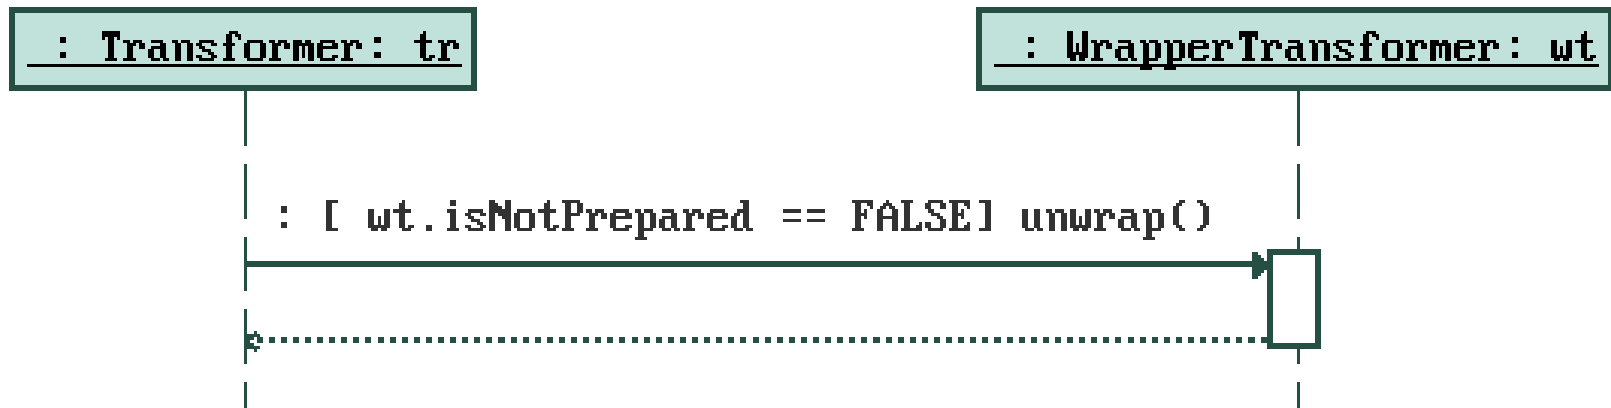 : Transformer: tr
: WrapperTransformer: wt
: [ wt.isNotPrepared == FALSE] unwrap()